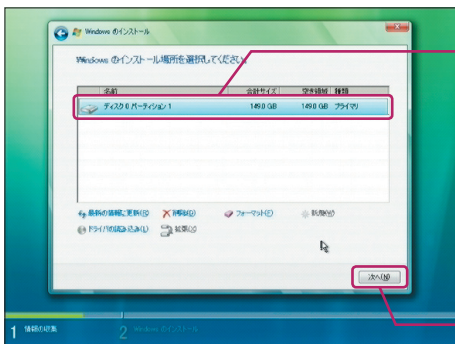 Windows のインストール
Windows のインストール場所を選択してください。
名前 合計サイズ 空き領域 種類
ディスク 0 パーティション 1 149.0 GB 149.0 GB プライマリ
最新の情報に更新(R) 削除(D) フォーマット(F) 新規(W)
ドライバの読み込み(L) 拡張(X)
次へ(N)
1 情報の収集 2 Windows のインストール